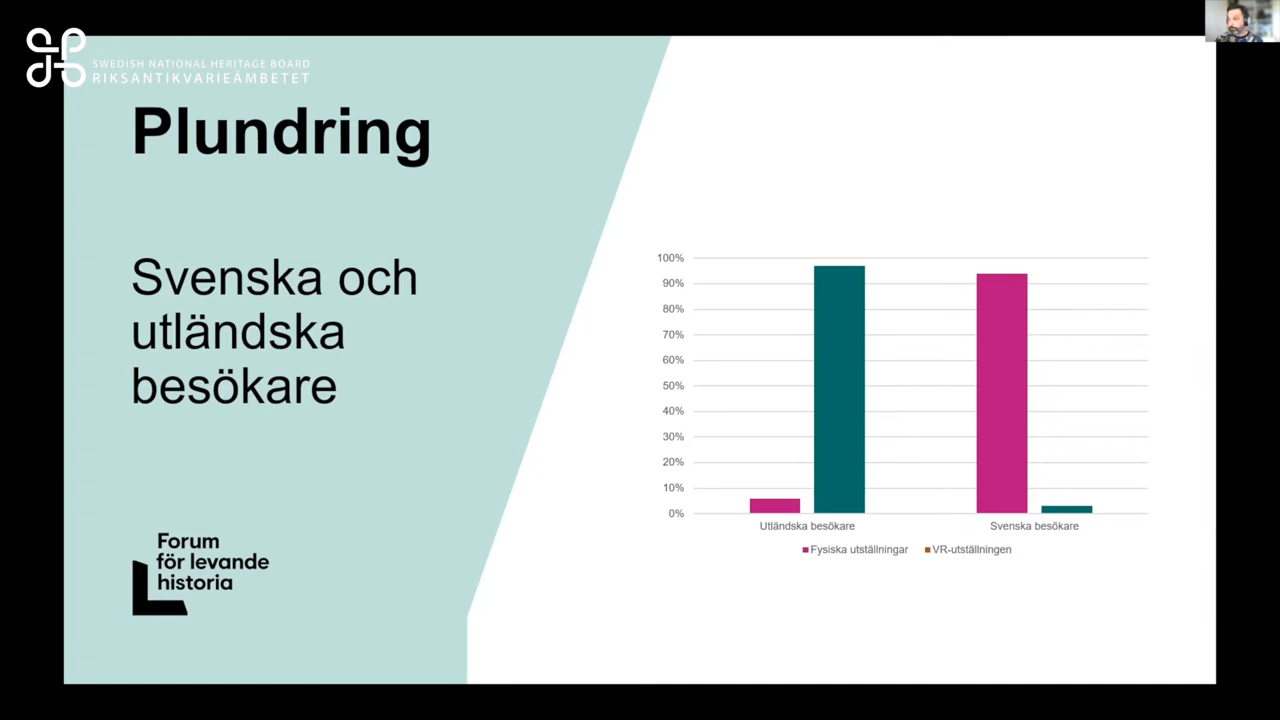 SWEDISH NATIONAL HERITAGE BOARD
RIKSANTIKVARIEÄMBETET
Plundring
Svenska och
utländska
besökare
Forum
för levande
historia
100%
90%
80%
70%
60%
50%
40%
30%
20%
10%
0%
Utländska besökare Svenska besökare
Fysiska utställningar VR-utställningen